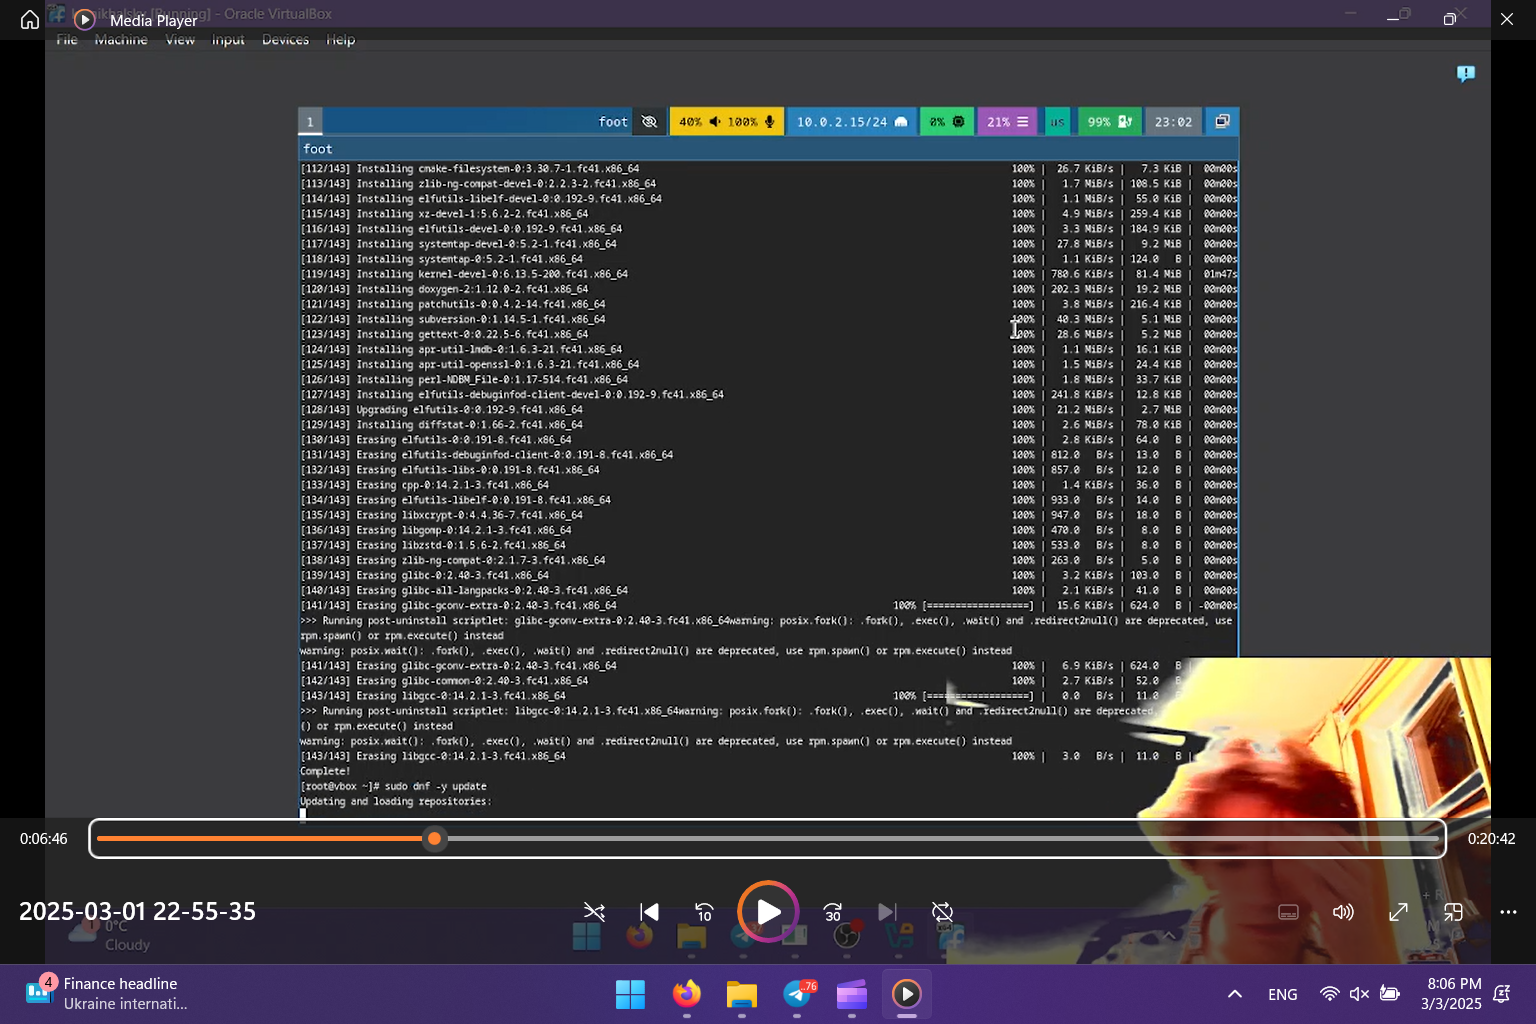 Media Player
[Running] - Oracle VirtualBox
File Machine View Input Devices Help
1 foot 40% 100% 10.0.2.15/24 0% 21% us 99% 23:02
foot
[112/143] Installing cmake-filesystem-0:3.30.7-1.fc41.x86_64 100% | 26.7 KiB/s | 7.3 KiB | 00m00s
[113/143] Installing zlib-ng-compat-devel-0:2.2.3-2.fc41.x86_64 100% | 1.7 MiB/s | 108.5 KiB | 00m00s
[114/143] Installing elfutils-libelf-devel-0:0.192-9.fc41.x86_64 100% | 1.1 MiB/s | 55.0 KiB | 00m00s
[115/143] Installing xz-devel-1:5.6.2-2.fc41.x86_64 100% | 4.9 MiB/s | 259.4 KiB | 00m00s
[116/143] Installing elfutils-devel-0:0.192-9.fc41.x86_64 100% | 3.3 MiB/s | 184.9 KiB | 00m00s
[117/143] Installing systemtap-devel-0:5.2-1.fc41.x86_64 100% | 27.8 MiB/s | 9.2 MiB | 00m00s
[118/143] Installing systemtap-0:5.2-1.fc41.x86_64 100% | 1.1 KiB/s | 124.0 B | 00m00s
[119/143] Installing kernel-devel-0:6.13.5-200.fc41.x86_64 100% | 780.6 KiB/s | 81.4 MiB | 01m47s
[120/143] Installing doxygen-2:1.12.0-2.fc41.x86_64 100% | 202.3 MiB/s | 19.2 MiB | 00m00s
[121/143] Installing patchutils-0:0.4.2-14.fc41.x86_64 100% | 3.8 MiB/s | 216.4 KiB | 00m00s
[122/143] Installing subversion-0:1.14.5-1.fc41.x86_64 100% | 40.3 MiB/s | 5.1 MiB | 00m00s
[123/143] Installing gettext-0:0.22.5-6.fc41.x86_64 100% | 28.6 MiB/s | 5.2 MiB | 00m00s
[124/143] Installing apr-util-lmdb-0:1.6.3-21.fc41.x86_64 100% | 1.1 MiB/s | 16.1 KiB | 00m00s
[125/143] Installing apr-util-openssl-0:1.6.3-21.fc41.x86_64 100% | 1.5 MiB/s | 24.4 KiB | 00m00s
[126/143] Installing perl-NDBM_File-0:1.17-514.fc41.x86_64 100% | 1.8 MiB/s | 33.7 KiB | 00m00s
[127/143] Installing elfutils-debuginfod-client-devel-0:0.192-9.fc41.x86_64 100% | 241.8 KiB/s | 12.8 KiB | 00m00s
[128/143] Upgrading elfutils-0:0.192-9.fc41.x86_64 100% | 21.2 MiB/s | 2.7 MiB | 00m00s
[129/143] Installing diffstat-0:1.66-2.fc41.x86_64 100% | 2.6 MiB/s | 78.0 KiB | 00m00s
[130/143] Erasing elfutils-0:0.191-8.fc41.x86_64 100% | 2.8 KiB/s | 64.0 B | 00m00s
[131/143] Erasing elfutils-debuginfod-client-0:0.191-8.fc41.x86_64 100% | 812.0 B/s | 13.0 B | 00m00s
[132/143] Erasing elfutils-libs-0:0.191-8.fc41.x86_64 100% | 857.0 B/s | 12.0 B | 00m00s
[133/143] Erasing cpp-0:14.2.1-3.fc41.x86_64 100% | 1.4 KiB/s | 36.0 B | 00m00s
[134/143] Erasing elfutils-libelf-0:0.191-8.fc41.x86_64 100% | 933.0 B/s | 14.0 B | 00m00s
[135/143] Erasing libxcrypt-0:4.4.36-7.fc41.x86_64 100% | 947.0 B/s | 18.0 B | 00m00s
[136/143] Erasing libgomp-0:14.2.1-3.fc41.x86_64 100% | 470.0 B/s | 8.0 B | 00m00s
[137/143] Erasing libzstd-0:1.5.6-2.fc41.x86_64 100% | 533.0 B/s | 8.0 B | 00m00s
[138/143] Erasing zlib-ng-compat-0:2.1.7-3.fc41.x86_64 100% | 263.0 B/s | 5.0 B | 00m00s
[139/143] Erasing glibc-0:2.40-3.fc41.x86_64 100% | 3.2 KiB/s | 103.0 B | 00m00s
[140/143] Erasing glibc-all-langpacks-0:2.40-3.fc41.x86_64 100% | 2.1 KiB/s | 41.0 B | 00m00s
[141/143] Erasing glibc-gconv-extra-0:2.40-3.fc41.x86_64 100% [==================] | 15.6 KiB/s | 624.0 B | -00m00s
>>> Running post-uninstall scriptlet: glibc-gconv-extra-0:2.40-3.fc41.x86_64warning: posix.fork(): .fork(), .exec(), .wait() and .redirect2null() are deprecated, use
rpm.spawn() or rpm.execute() instead
warning: posix.wait(): .fork(), .exec(), .wait() and .redirect2null() are deprecated, use rpm.spawn() or rpm.execute() instead
[141/143] Erasing glibc-gconv-extra-0:2.40-3.fc41.x86_64 100% | 6.9 KiB/s | 624.0 B
[142/143] Erasing glibc-common-0:2.40-3.fc41.x86_64 100% | 2.7 KiB/s | 52.0 B
[143/143] Erasing libgcc-0:14.2.1-3.fc41.x86_64 100% [==================] | 0.0 B/s | 11.0
>>> Running post-uninstall scriptlet: libgcc-0:14.2.1-3.fc41.x86_64warning: posix.fork(): .fork(), .exec(), .wait() and .redirect2null() are deprecated,
() or rpm.execute() instead
warning: posix.wait(): .fork(), .exec(), .wait() and .redirect2null() are deprecated, use rpm.spawn() or rpm.execute() instead
[143/143] Erasing libgcc-0:14.2.1-3.fc41.x86_64 100% | 3.0 B/s | 11.0 B |
Complete!
[root@vbox ~]# sudo dnf -y update
Updating and loading repositories:
0:06:46 0:20:42
2025-03-01 22-55-35
10 30
0°C
Cloudy
4 Finance headline
Ukraine internati...
..76
ENG
8:06 PM
3/3/2025